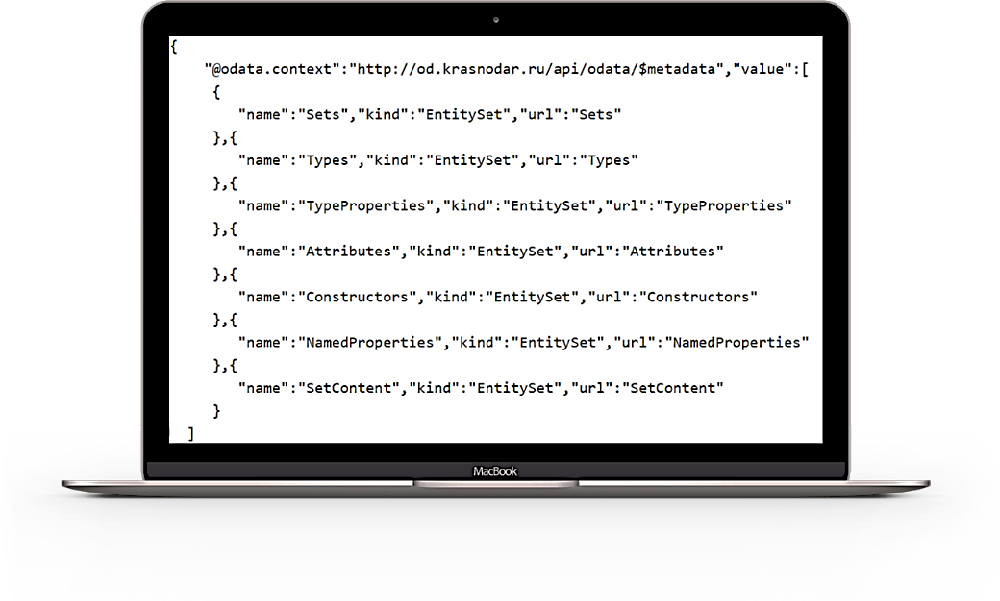 {
"@odata.context":"http://od.krasnodar.ru/api/odata/$metadata","value":[
{
"name":"Sets","kind":"EntitySet","url":"Sets"
},{
"name":"Types","kind":"EntitySet","url":"Types"
},{
"name":"TypeProperties","kind":"EntitySet","url":"TypeProperties"
},{
"name":"Attributes","kind":"EntitySet","url":"Attributes"
},{
"name":"Constructors","kind":"EntitySet","url":"Constructors"
},{
"name":"NamedProperties","kind":"EntitySet","url":"NamedProperties"
},{
"name":"SetContent","kind":"EntitySet","url":"SetContent"
}
]
MacBook